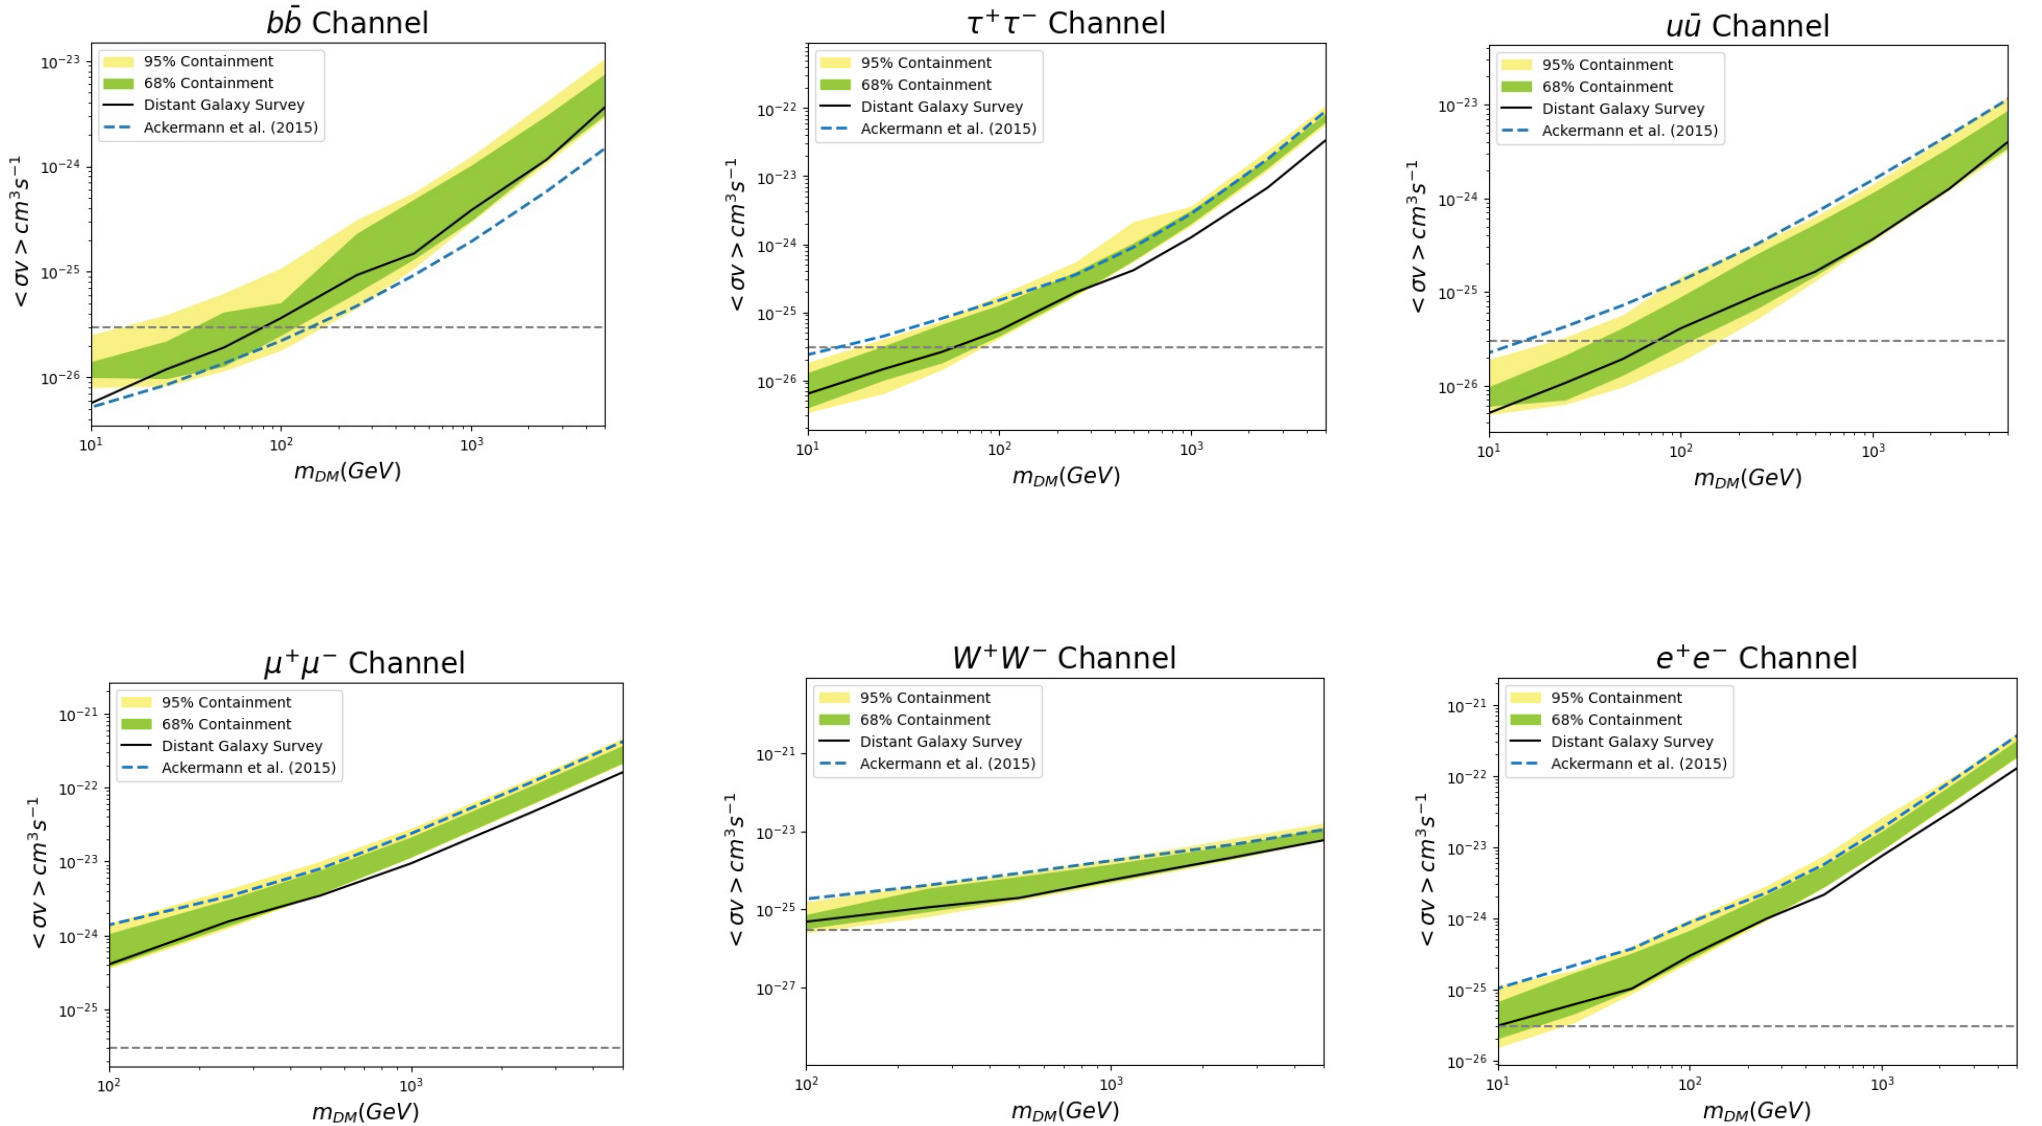 bb̄ Channel
95% Containment
68% Containment
Distant Galaxy Survey
Ackermann et al. (2015)
10⁻²³
10⁻²⁴
10⁻²⁵
10⁻²⁶
< σv > cm³s⁻¹
10¹
10²
10³
m_DM(GeV)
τ⁺τ⁻ Channel
95% Containment
68% Containment
Distant Galaxy Survey
Ackermann et al. (2015)
10⁻²²
10⁻²³
10⁻²⁴
10⁻²⁵
10⁻²⁶
< σv > cm³s⁻¹
10¹
10²
10³
m_DM(GeV)
uū Channel
95% Containment
68% Containment
Distant Galaxy Survey
Ackermann et al. (2015)
10⁻²³
10⁻²⁴
10⁻²⁵
10⁻²⁶
< σv > cm³s⁻¹
10¹
10²
10³
m_DM(GeV)
μ⁺μ⁻ Channel
95% Containment
68% Containment
Distant Galaxy Survey
Ackermann et al. (2015)
10⁻²¹
10⁻²²
10⁻²³
10⁻²⁴
10⁻²⁵
< σv > cm³s⁻¹
10²
10³
m_DM(GeV)
W⁺W⁻ Channel
95% Containment
68% Containment
Distant Galaxy Survey
Ackermann et al. (2015)
10⁻²¹
10⁻²³
10⁻²⁵
10⁻²⁷
< σv > cm³s⁻¹
10²
10³
m_DM(GeV)
e⁺e⁻ Channel
95% Containment
68% Containment
Distant Galaxy Survey
Ackermann et al. (2015)
10⁻²¹
10⁻²²
10⁻²³
10⁻²⁴
10⁻²⁵
10⁻²⁶
< σv > cm³s⁻¹
10¹
10²
10³
m_DM(GeV)